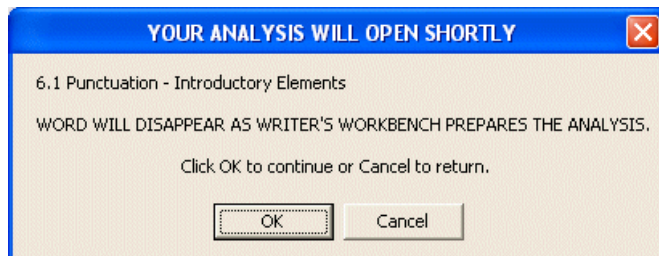 YOUR ANALYSIS WILL OPEN SHORTLY
6.1 Punctuation - Introductory Elements
WORD WILL DISAPPEAR AS WRITER'S WORKBENCH PREPARES THE ANALYSIS.
Click OK to continue or Cancel to return.
OK Cancel